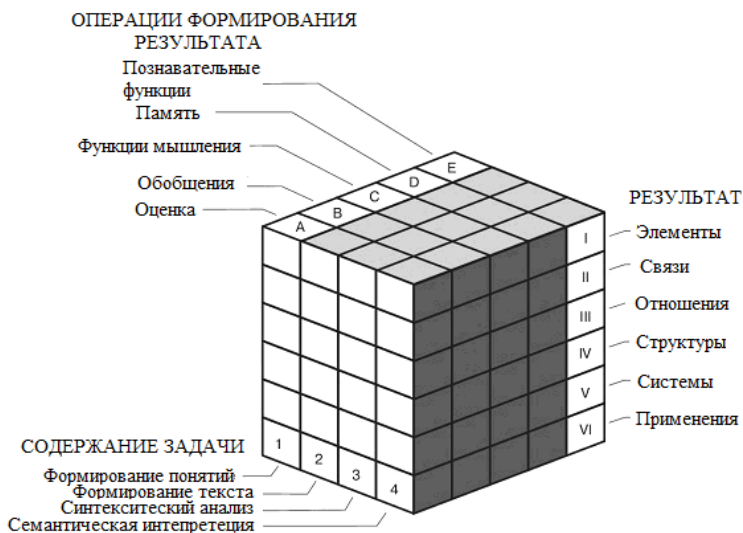 ОПЕРАЦИИ ФОРМИРОВАНИЯ
РЕЗУЛЬТАТА
Познавательные
функции
Память
Функции мышления
Обобщения
Оценка
A
B
C
D
E
РЕЗУЛЬТАТ
I
Элементы
II
Связи
III
Отношения
IV
Структуры
V
Системы
VI
Применения
СОДЕРЖАНИЕ ЗАДАЧИ
1
2
3
4
Формирование понятий
Формирование текста
Синтекситеский анализ
Семантическая интепретеция